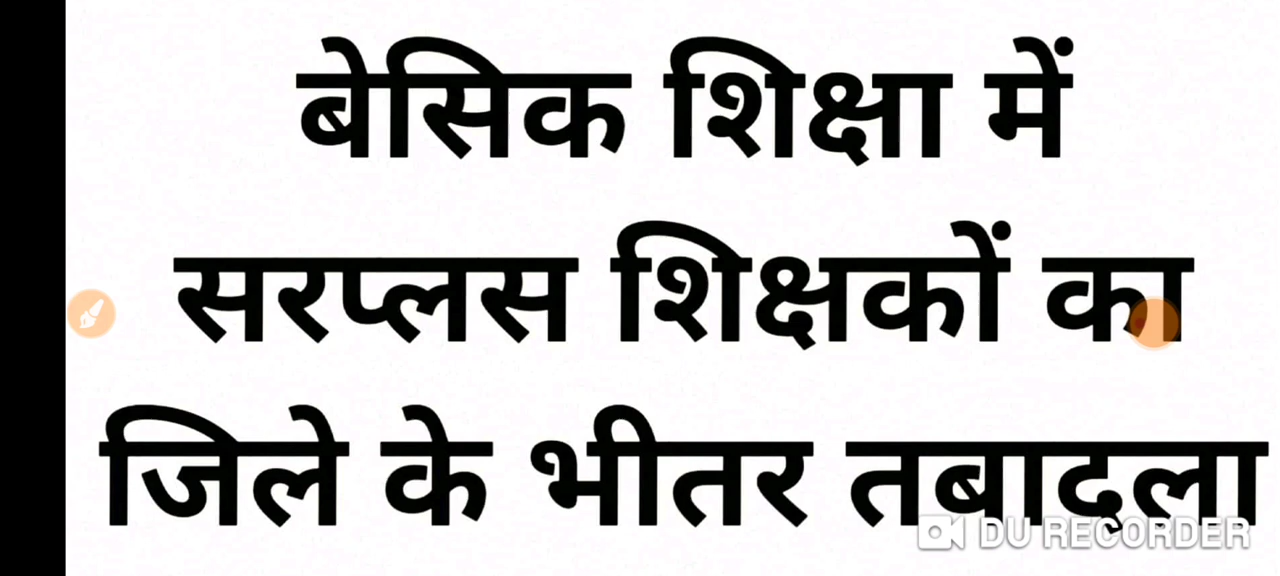 बेसिक शिक्षा में
सरप्लस शिक्षकों का
जिले के भीतर तबादला
DU RECORDER